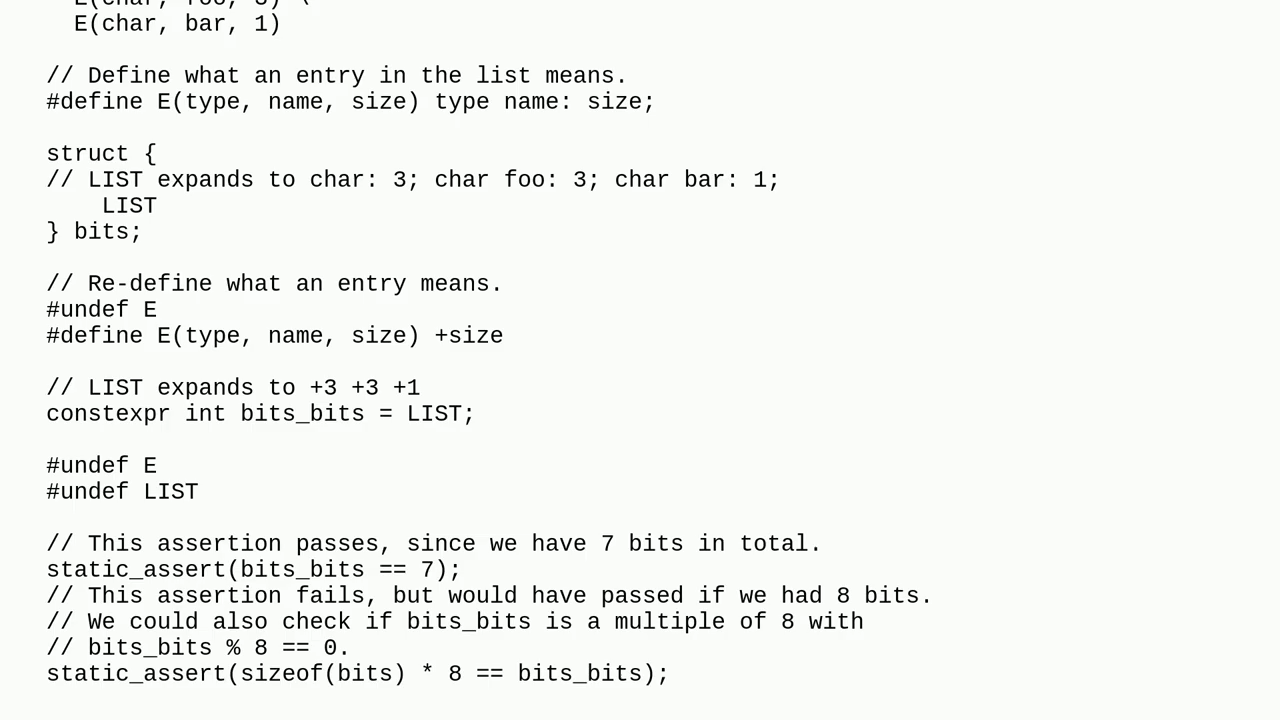 E(char, foo, 3) \
E(char, bar, 1)
// Define what an entry in the list means.
#define E(type, name, size) type name: size;
struct {
// LIST expands to char: 3; char foo: 3; char bar: 1;
LIST
} bits;
// Re-define what an entry means.
#undef E
#define E(type, name, size) +size
// LIST expands to +3 +3 +1
constexpr int bits_bits = LIST;
#undef E
#undef LIST
// This assertion passes, since we have 7 bits in total.
static_assert(bits_bits == 7);
// This assertion fails, but would have passed if we had 8 bits.
// We could also check if bits_bits is a multiple of 8 with
// bits_bits % 8 == 0.
static_assert(sizeof(bits) * 8 == bits_bits);